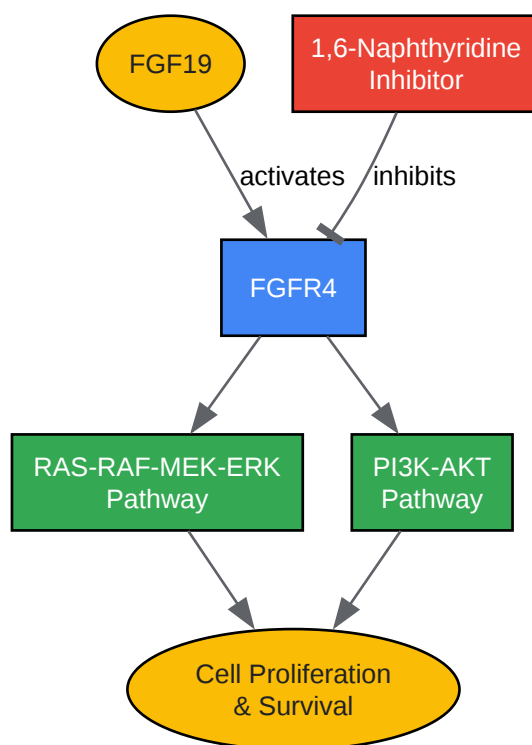 FGF19
1,6-Naphthyridine
Inhibitor
activates
inhibits
FGFR4
RAS-RAF-MEK-ERK
Pathway
PI3K-AKT
Pathway
Cell Proliferation
& Survival